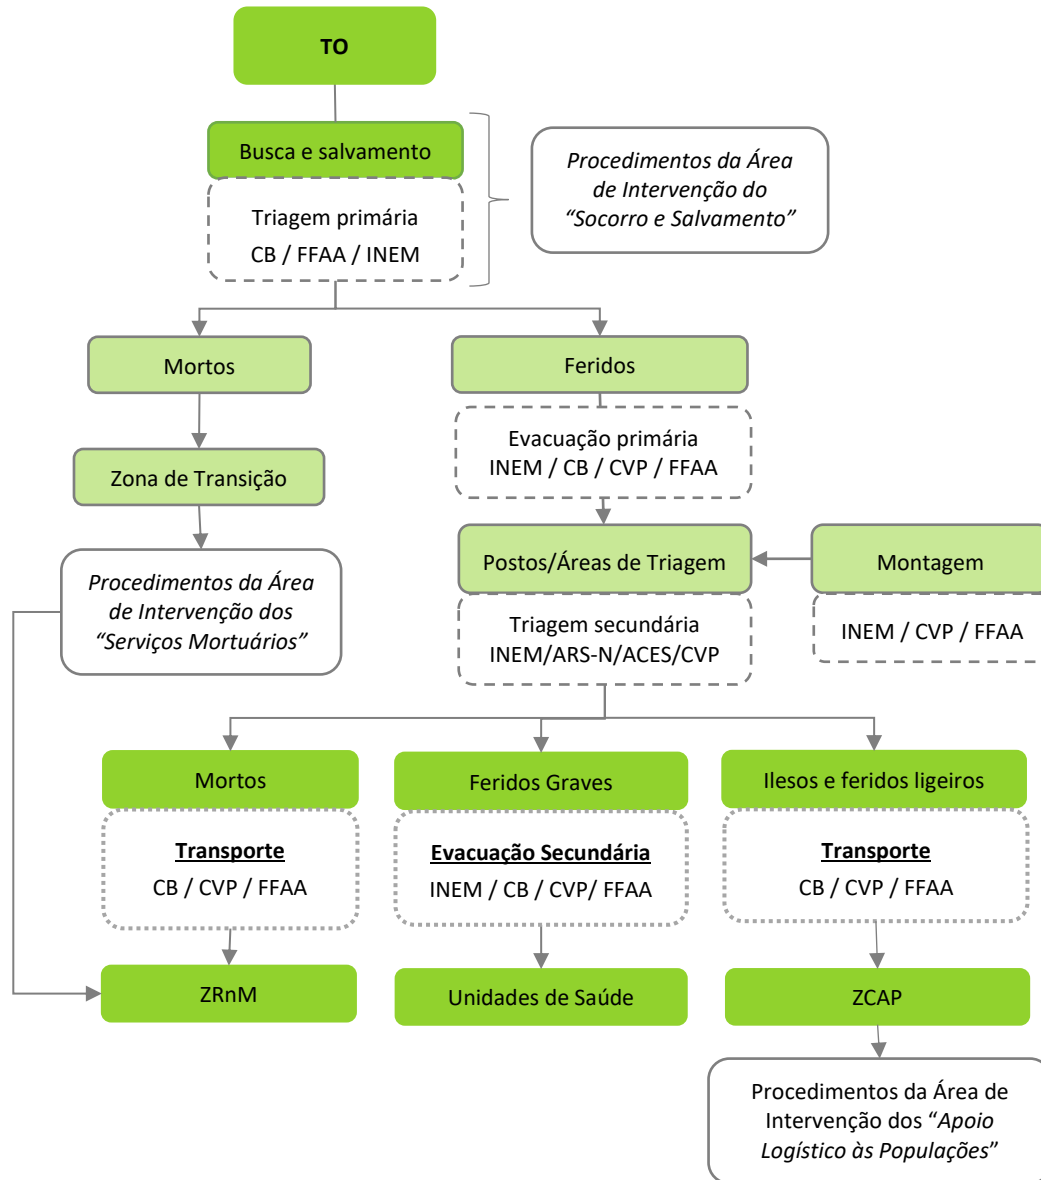 TO
Busca e salvamento
Triagem primária
CB / FFAA / INEM
Procedimentos da Área
de Intervenção do
“Socorro e Salvamento”
Mortos
Feridos
Evacuação primária
INEM / CB / CVP / FFAA
Zona de Transição
Postos/Áreas de Triagem
Montagem
Procedimentos da Área
de Intervenção dos
“Serviços Mortuários”
Triagem secundária
INEM/ARS-N/ACES/CVP
INEM / CVP / FFAA
Mortos
Feridos Graves
Ilesos e feridos ligeiros
Transporte
CB / CVP / FFAA
Evacuação Secundária
INEM / CB / CVP/ FFAA
Transporte
CB / CVP / FFAA
ZRnM
Unidades de Saúde
ZCAP
Procedimentos da Área de
Intervenção dos “Apoio
Logístico às Populações”